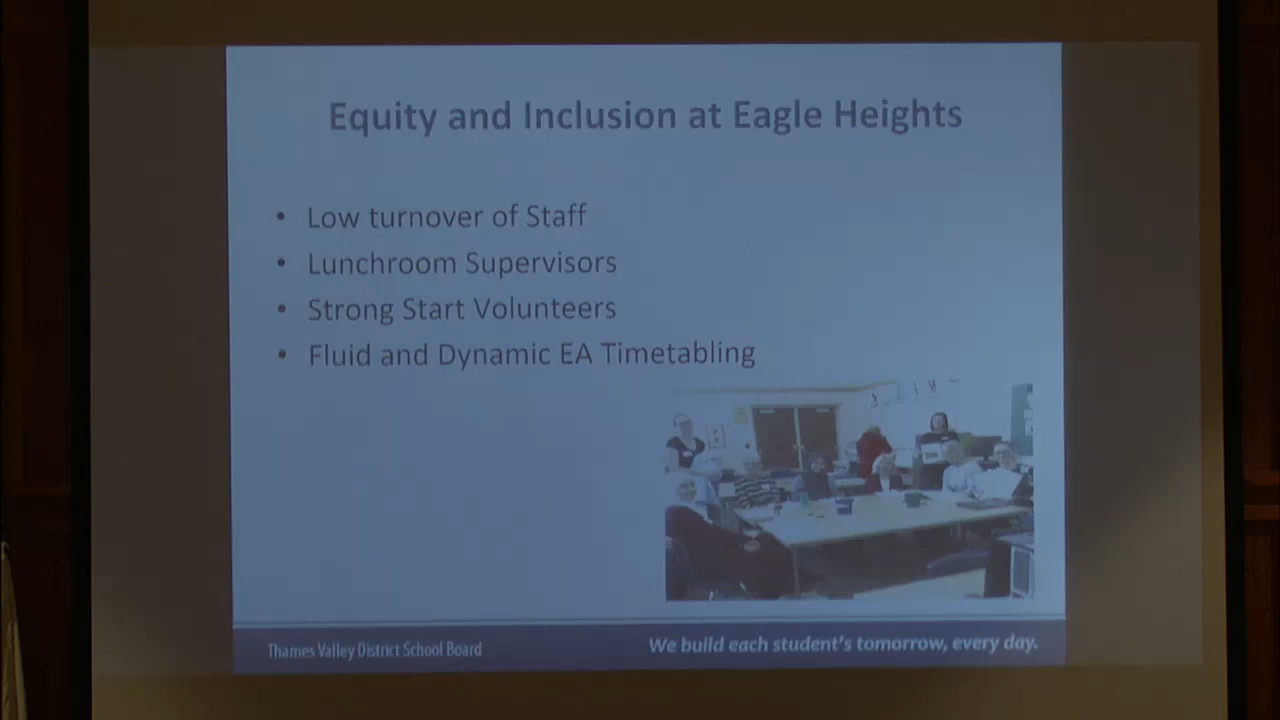 Equity and Inclusion at Eagle Heights
• Low turnover of Staff
• Lunchroom Supervisors
• Strong Start Volunteers
• Fluid and Dynamic EA Timetabling
Thames Valley District School Board
We build each student's tomorrow, every day.